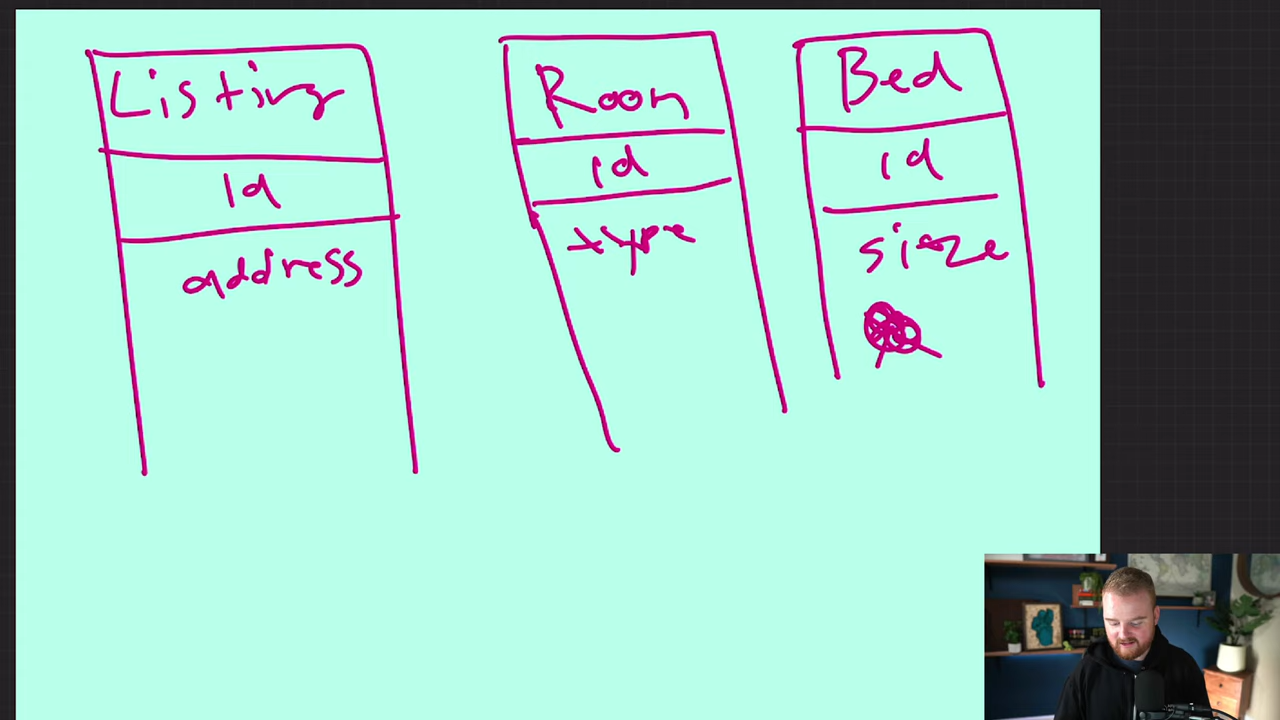 Listing
id
address
Room
id
type
Bed
id
size